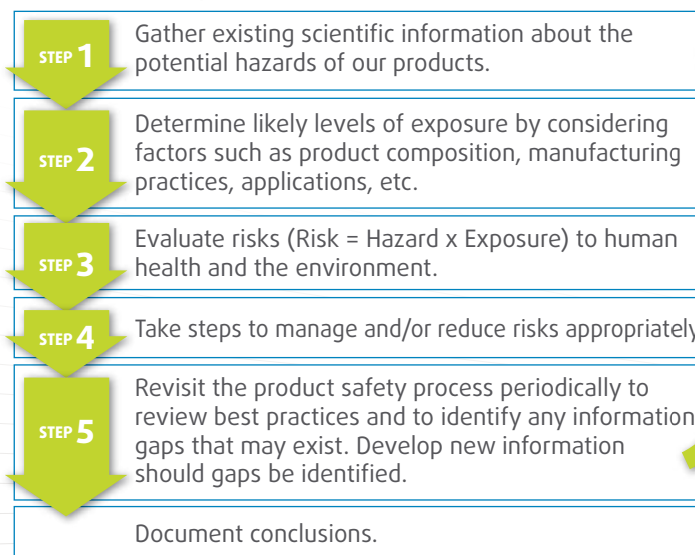 STEP 1
Gather existing scientific information about the
potential hazards of our products.
STEP 2
Determine likely levels of exposure by considering
factors such as product composition, manufacturing
practices, applications, etc.
STEP 3
Evaluate risks (Risk = Hazard x Exposure) to human
health and the environment.
STEP 4
Take steps to manage and/or reduce risks appropriately
STEP 5
Revisit the product safety process periodically to
review best practices and to identify any information
gaps that may exist. Develop new information
should gaps be identified.
Document conclusions.